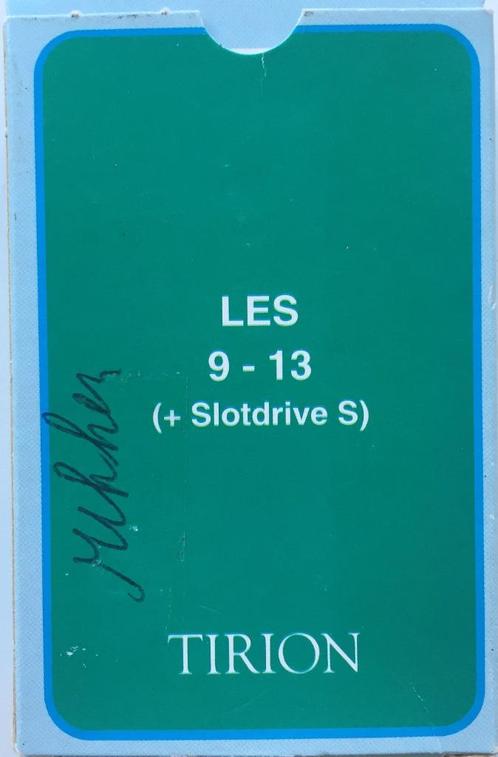 LES
9 - 13
(+ Slotdrive S)
TIRION